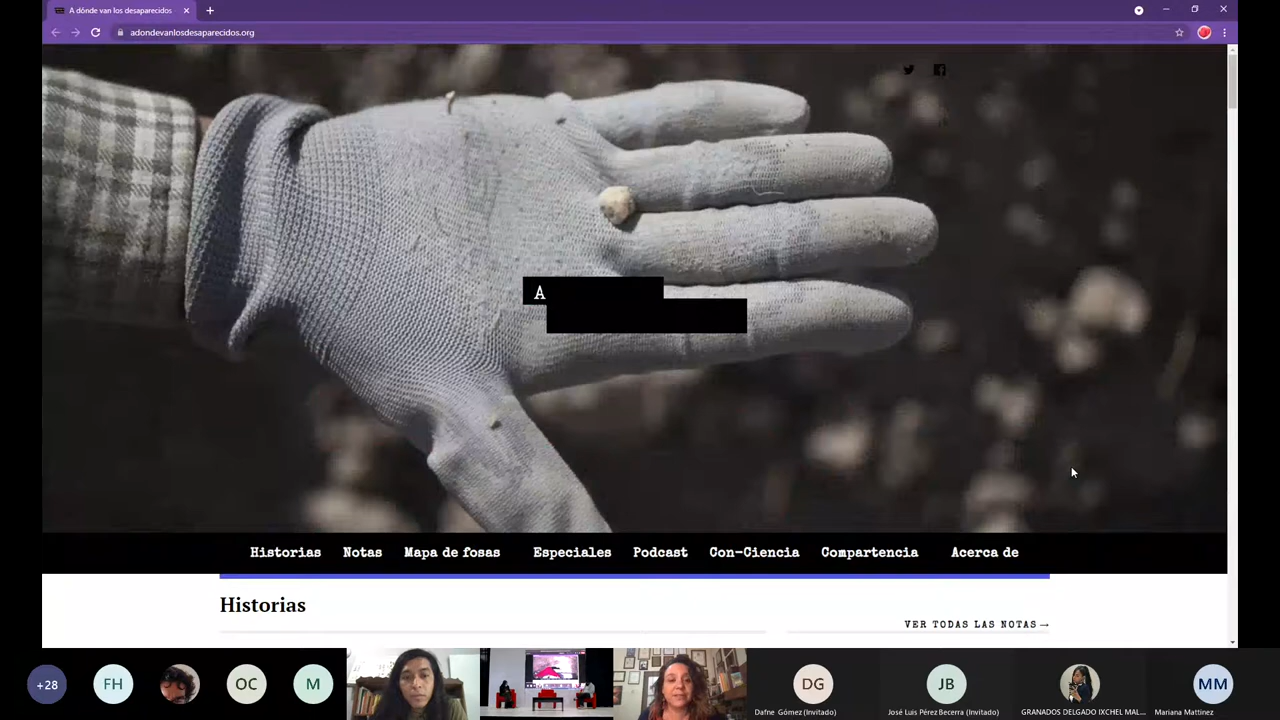 A dónde van los desaparecidos
adondevanlosdesaparecidos.org
A
Historias Notas Mapa de fosas Especiales Podcast Con-Ciencia Compartencia Acerca de
Historias
VER TODAS LAS NOTAS →
+28 FH OC M DG JB MM
Dafne Gómez (Invitado) José Luis Pérez Becerra (Invitado) GRANADOS DELGADO IXCHEL MAL... Mariana Mattinez